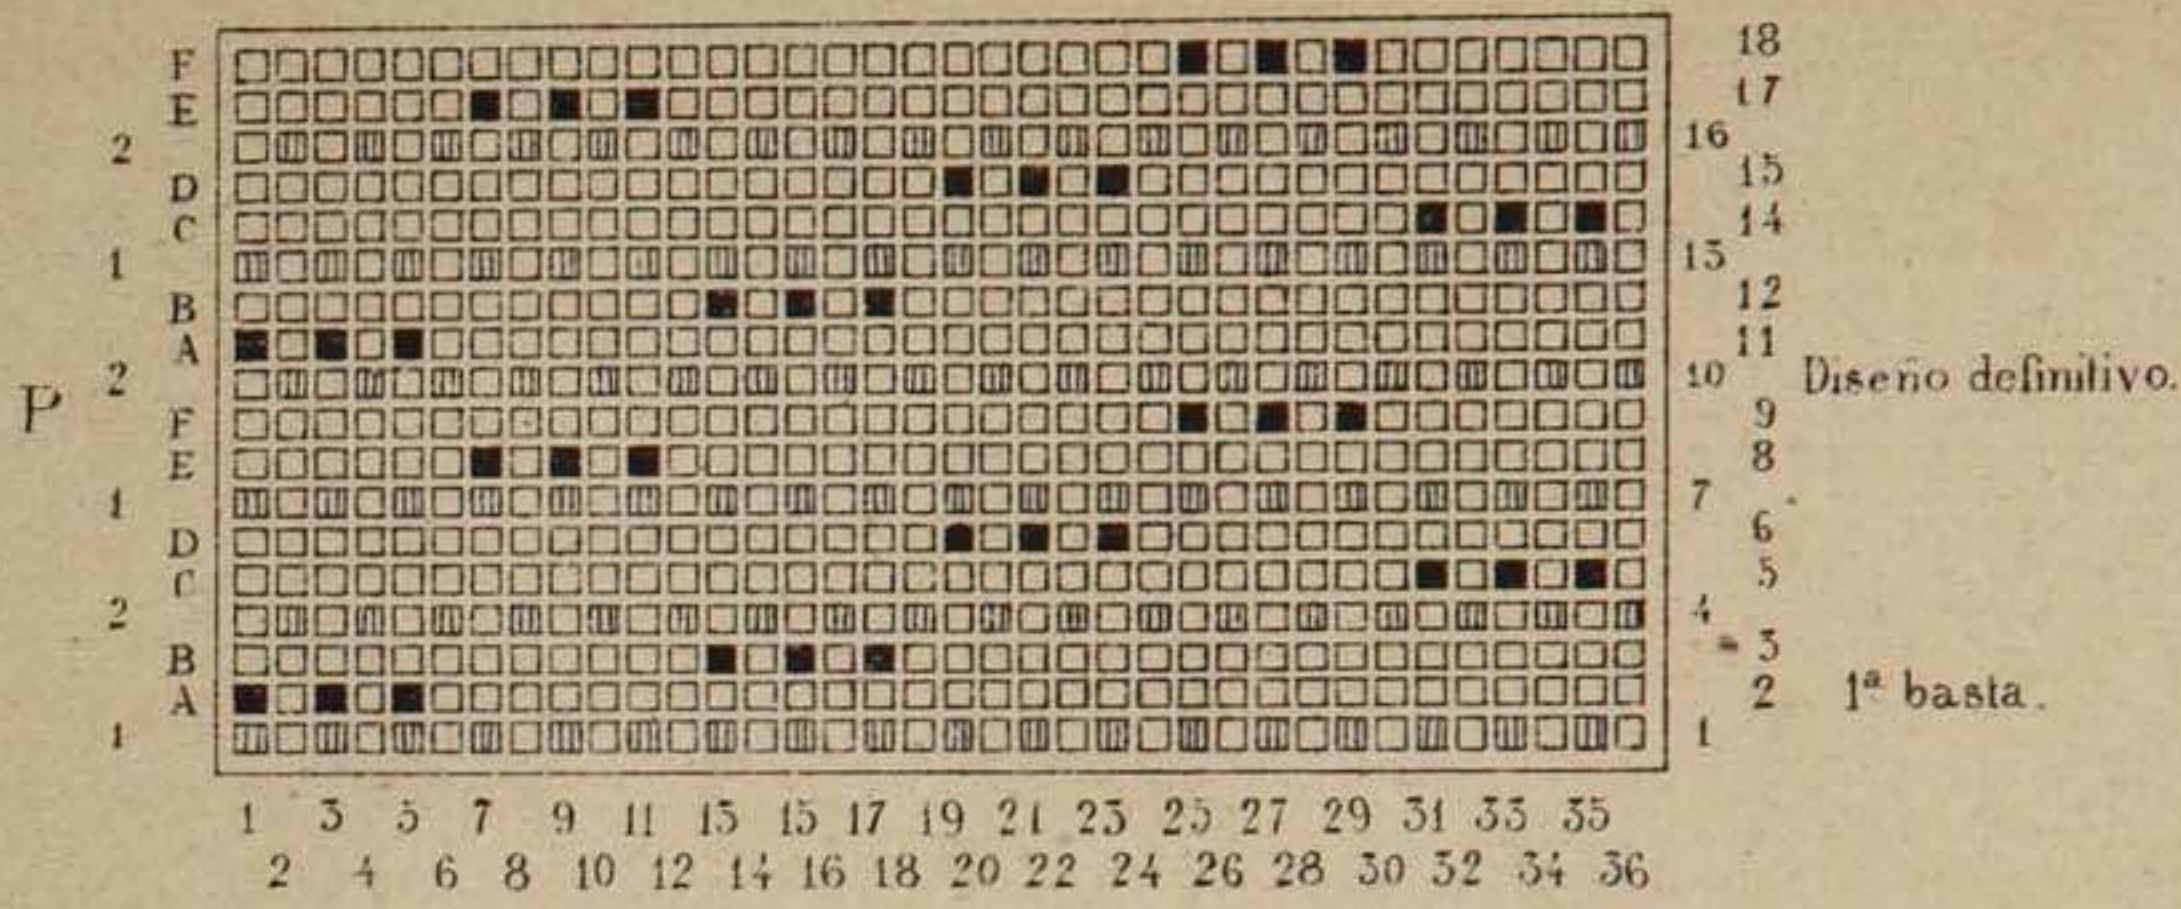 F 18
E 17
2 16
D 15
C 14
1 13
B 12
A 11
P 2 10 Diseño definitivo.
F 9
E 8
1 7
D 6
C 5
2 4
B 3
A 2 1ª basta.
1 1
1 3 5 7 9 11 13 15 17 19 21 23 25 27 29 31 33 35
2 4 6 8 10 12 14 16 18 20 22 24 26 28 30 32 34 36